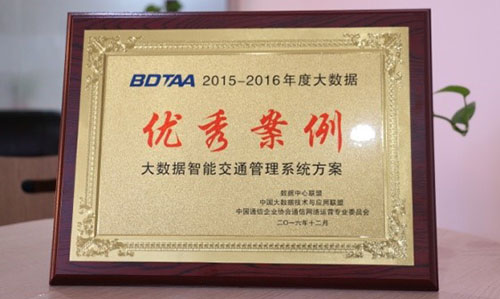 BDTAA 2015-2016年度大数据
优秀案例
大数据智能交通管理系统方案
数据中心联盟
中国大数据技术与应用联盟
中国通信企业协会通信网络运营专业委员会
二〇一六年十二月